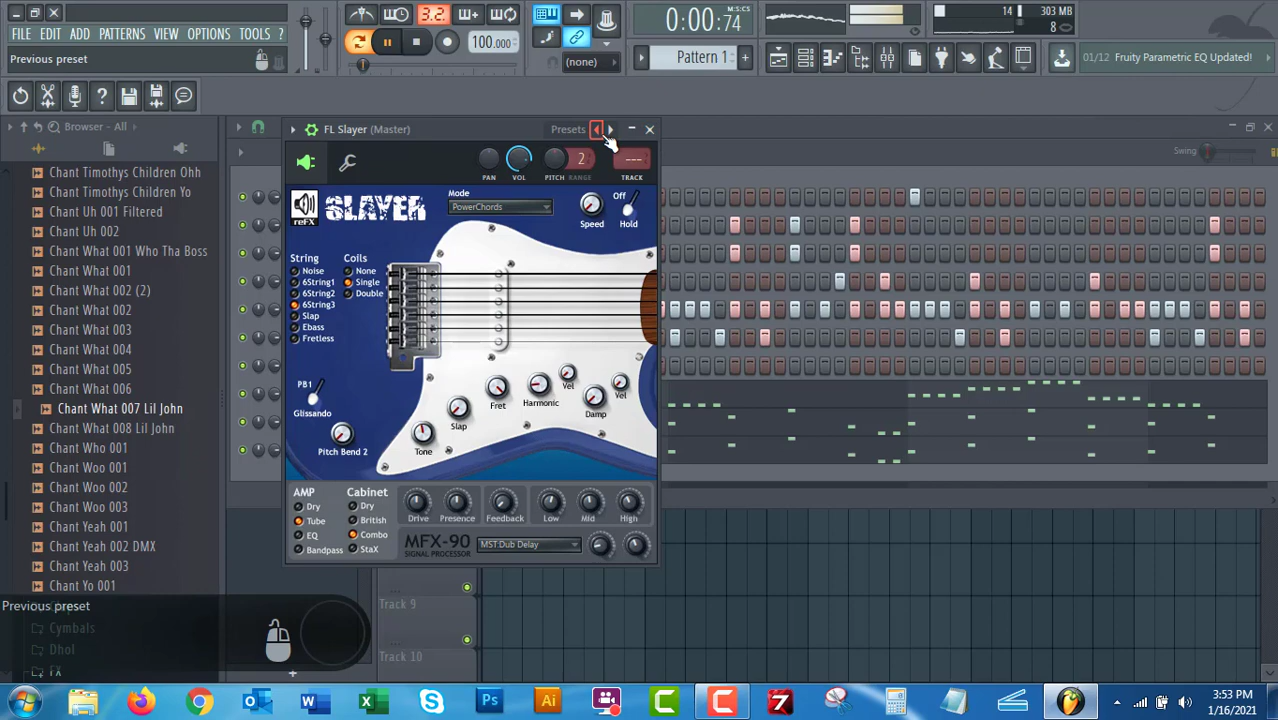 FILE EDIT ADD PATTERNS VIEW OPTIONS TOOLS ?
Previous preset
3.2.
100.000
0:00:74
M:S:CS
14
303 MB
8
(none)
Pattern 1
01/12 Fruity Parametric EQ Updated!
Browser - All
Chant Timothys Children Ohh
Chant Timothys Children Yo
Chant Uh 001 Filtered
Chant Uh 002
Chant What 001 Who Tha Boss
Chant What 001
Chant What 001 (2)
Chant What 002
Chant What 003
Chant What 004
Chant What 005
Chant What 006
Chant What 007 Lil John
Chant What 008 Lil John
Chant Who 001
Chant Woo 001
Chant Woo 002
Chant Woo 003
Chant Yeah 001
Chant Yeah 002 DMX
Chant Yeah 003
Chant Yo 001
Previous preset
Cymbals
Dhol
FX
FL Slayer (Master)
Presets
2
---
PAN VOL PITCH RANGE TRACK
Swing
reFX
SLAYER
Mode
PowerChords
Speed
Off
Hold
String
Noise
6String1
6String2
6String3
Slap
Ebass
Fretless
Coils
None
Single
Double
PB1
Glissando
Pitch Bend 2
Tone
Slap
Fret
Harmonic
Vel
Damp
Vel
AMP
Dry
Tube
EQ
Bandpass
Cabinet
Dry
British
Combo
StaX
Drive Presence Feedback Low Mid High
MFX-90
SIGNAL PROCESSOR
MST:Dub Delay
Track 9
Track 10
3:53 PM
1/16/2021